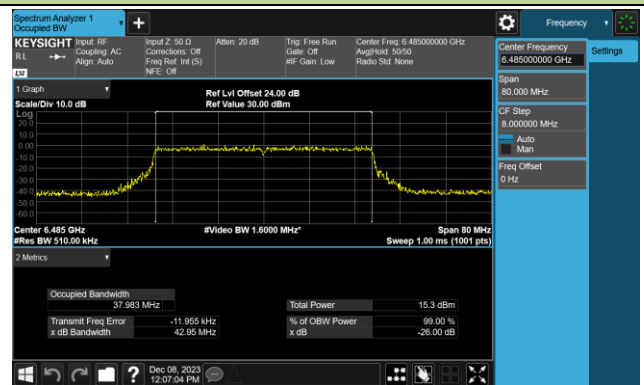 Spectrum Analyzer 1
Occupied BW
Frequency
KEYSIGHT
R L
LXI
Input: RF
Coupling: AC
Align: Auto
Input Z: 50 Ω
Corrections: Off
Freq Ref: Int (S)
NFE: Off
Atten: 20 dB
Trig: Free Run
Gate: Off
#IF Gain: Low
Center Freq: 6.485000000 GHz
Avg|Hold: 50/50
Radio Std: None
Center Frequency
6.485000000 GHz
Settings
Span
80.000 MHz
CF Step
8.000000 MHz
Auto
Man
Freq Offset
0 Hz
1 Graph
Scale/Div 10.0 dB
Ref Lvl Offset 24.00 dB
Ref Value 30.00 dBm
Log
20.0
10.0
0.00
-10.0
-20.0
-30.0
-40.0
-50.0
-60.0
Center 6.485 GHz
#Res BW 510.00 kHz
#Video BW 1.6000 MHz*
Span 80 MHz
Sweep 1.00 ms (1001 pts)
2 Metrics
Occupied Bandwidth
37.983 MHz
Total Power 15.3 dBm
Transmit Freq Error -11.955 kHz
% of OBW Power 99.00 %
x dB Bandwidth 42.95 MHz
x dB -26.00 dB
?
Dec 08, 2023
12:07:04 PM